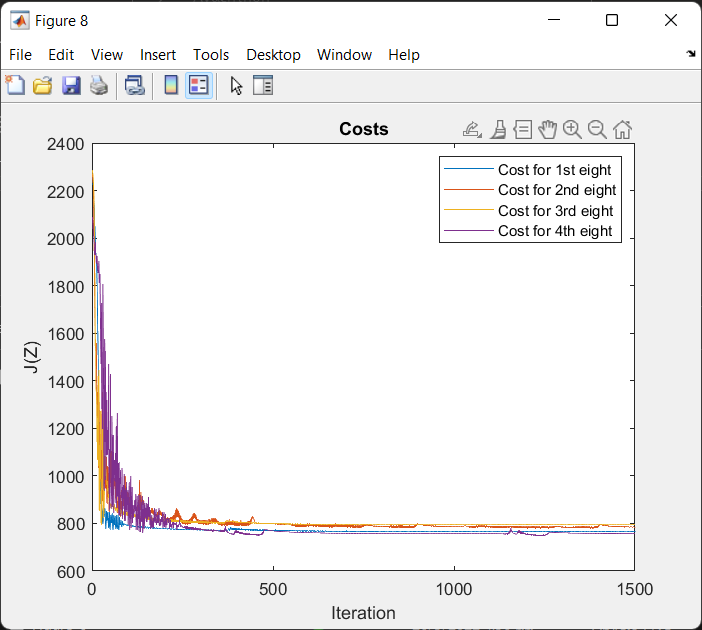 Figure 8
File Edit View Insert Tools Desktop Window Help
Costs
2400
2200
2000
1800
1600
1400
1200
1000
800
600
J(Z)
Cost for 1st eight
Cost for 2nd eight
Cost for 3rd eight
Cost for 4th eight
0 500 1000 1500
Iteration